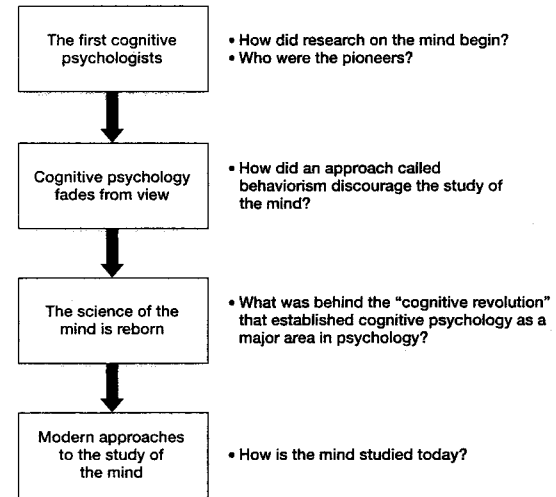 The first cognitive
psychologists
• How did research on the mind begin?
• Who were the pioneers?
Cognitive psychology
fades from view
• How did an approach called
behaviorism discourage the study of
the mind?
The science of the
mind is reborn
• What was behind the “cognitive revolution”
that established cognitive psychology as a
major area in psychology?
Modern approaches
to the study of
the mind
• How is the mind studied today?